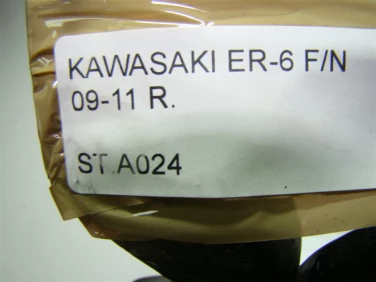 KAWASAKI ER-6 F/N
09-11 R.
ST.A024